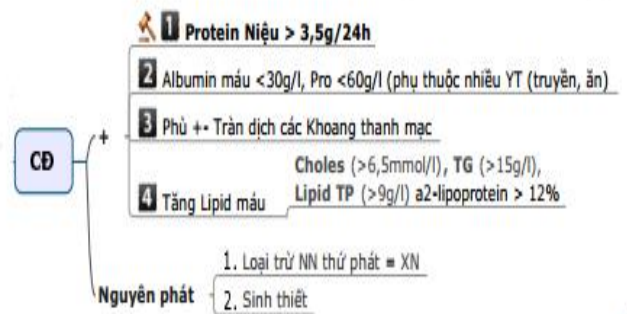 1 Protein Niệu > 3,5g/24h
2 Albumin máu <30g/l, Pro <60g/l (phụ thuộc nhiều YT (truyền, ăn)
CĐ
+
3 Phù +- Tràn dịch các Khoang thanh mạc
4 Tăng Lipid máu
Choles (>6,5mmol/l), TG (>15g/l),
Lipid TP (>9g/l) a2-lipoprotein > 12%
Nguyên phát
1. Loại trừ NN thứ phát = XN
2. Sinh thiết